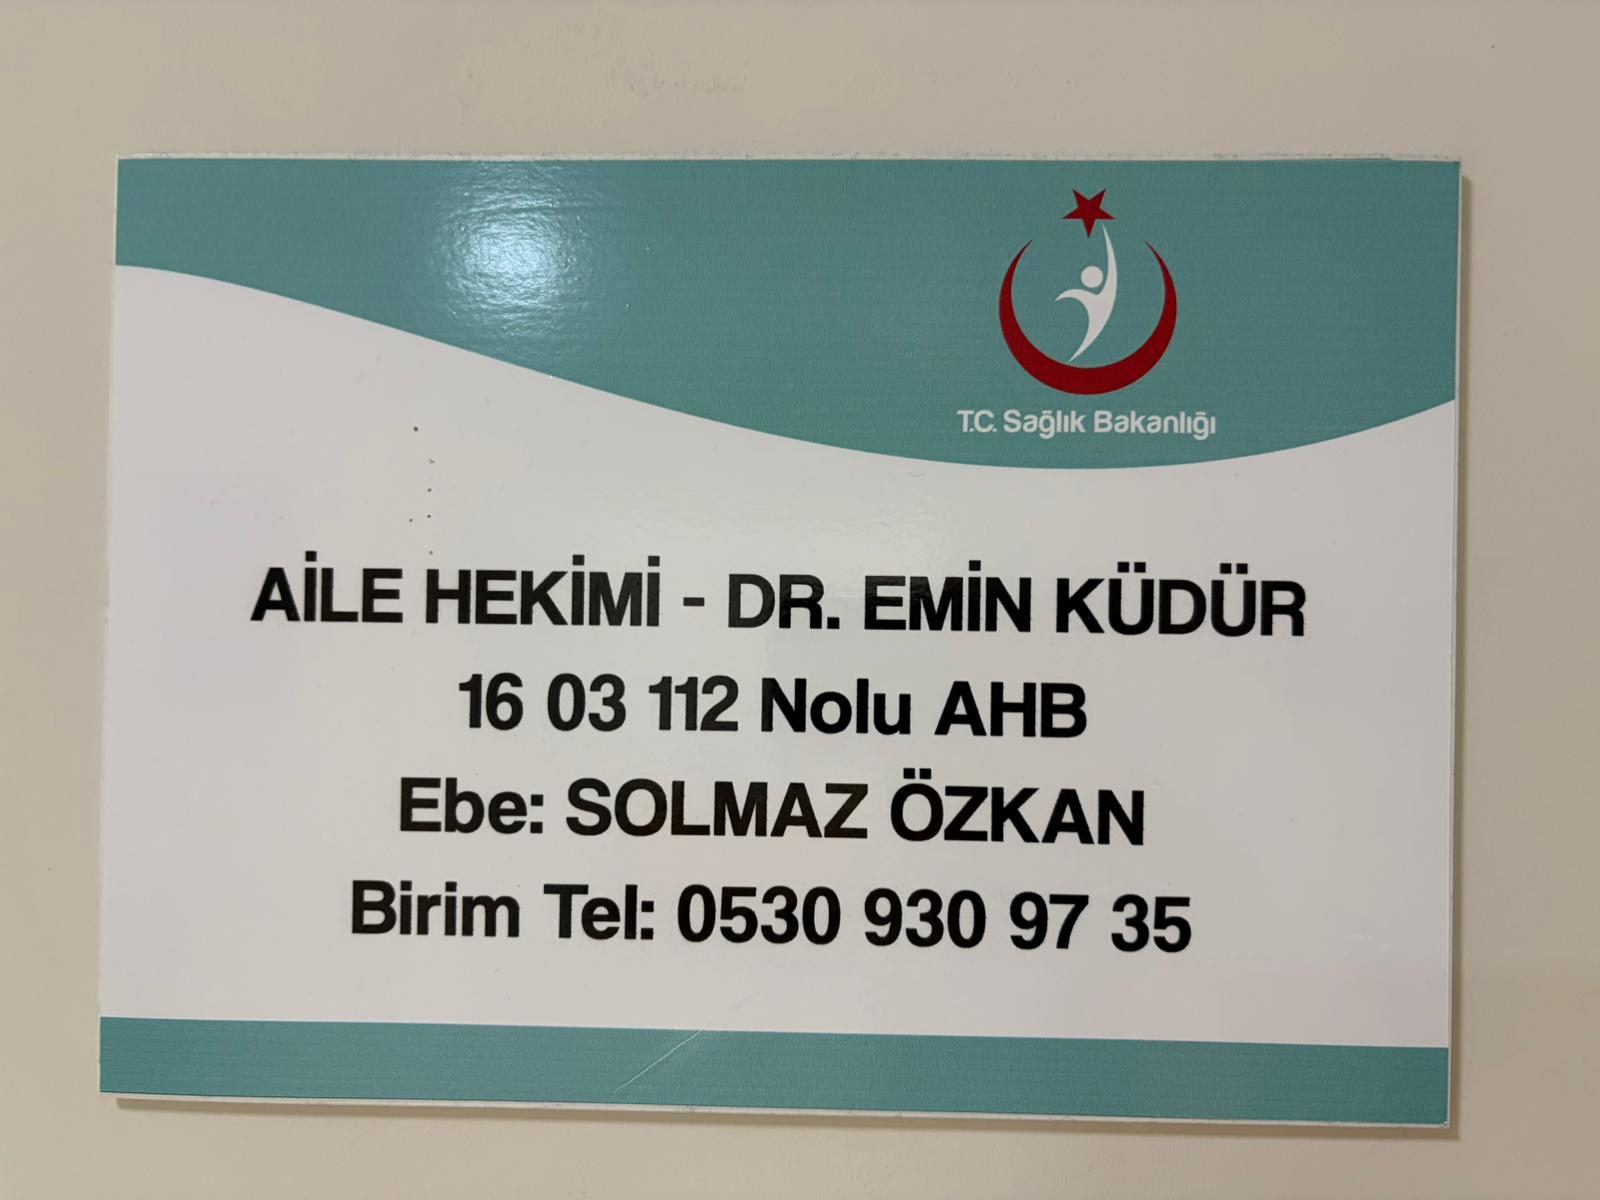 T.C. Sağlık Bakanlığı
AİLE HEKİMİ - DR. EMİN KÜDÜR
16 03 112 Nolu AHB
Ebe: SOLMAZ ÖZKAN
Birim Tel: 0530 930 97 35